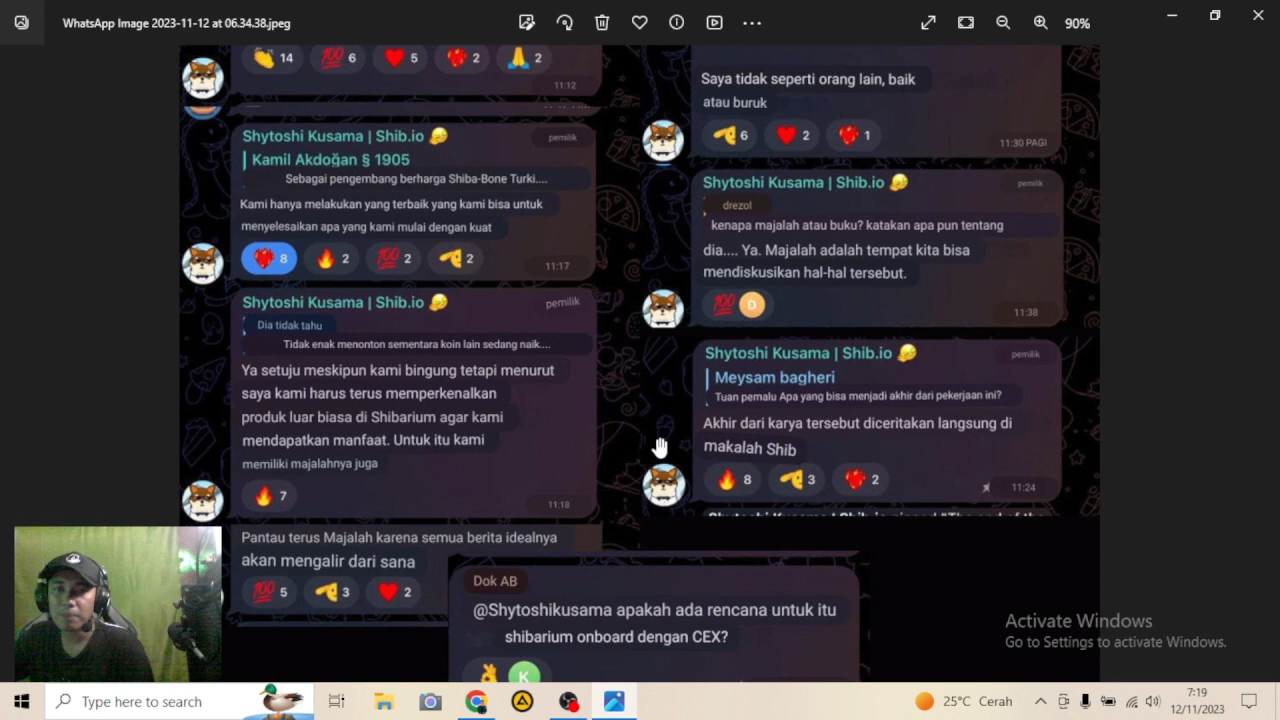 WhatsApp Image 2023-11-12 at 06.34.38.jpeg
90%
14
6
5
2
2
11:12
Shytoshi Kusama | Shib.io
pemilik
Kamil Akdoğan § 1905
Sebagai pengembang berharga Shiba-Bone Turki....
Kami hanya melakukan yang terbaik yang kami bisa untuk
menyelesaikan apa yang kami mulai dengan kuat
8
2
2
2
11:17
Shytoshi Kusama | Shib.io
pemilik
Dia tidak tahu
Tidak enak menonton sementara koin lain sedang naik....
Ya setuju meskipun kami bingung tetapi menurut
saya kami harus terus memperkenalkan
produk luar biasa di Shibarium agar kami
mendapatkan manfaat. Untuk itu kami
memiliki majalahnya juga
7
11:18
Pantau terus Majalah karena semua berita idealnya
akan mengalir dari sana
5
3
2
Saya tidak seperti orang lain, baik
atau buruk
6
2
1
11:30 PAGI
Shytoshi Kusama | Shib.io
pemilik
drezol
kenapa majalah atau buku? katakan apa pun tentang
dia.... Ya. Majalah adalah tempat kita bisa
mendiskusikan hal-hal tersebut.
D
11:38
Shytoshi Kusama | Shib.io
pemilik
Meysam bagheri
Tuan pemalu Apa yang bisa menjadi akhir dari pekerjaan ini?
Akhir dari karya tersebut diceritakan langsung di
makalah Shib
8
3
2
11:24
Dok AB
@Shytoshikusama apakah ada rencana untuk itu
shibarium onboard dengan CEX?
K
Activate Windows
Go to Settings to activate Windows.
Type here to search
25°C Cerah
7:19
12/11/2023